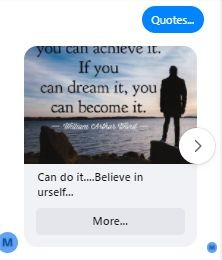 Quotes...
you can achieve it.
If you
can dream it, you
can become it.
— William Arthur Ward —
Can do it....Believe in
urself...
More...
M
M